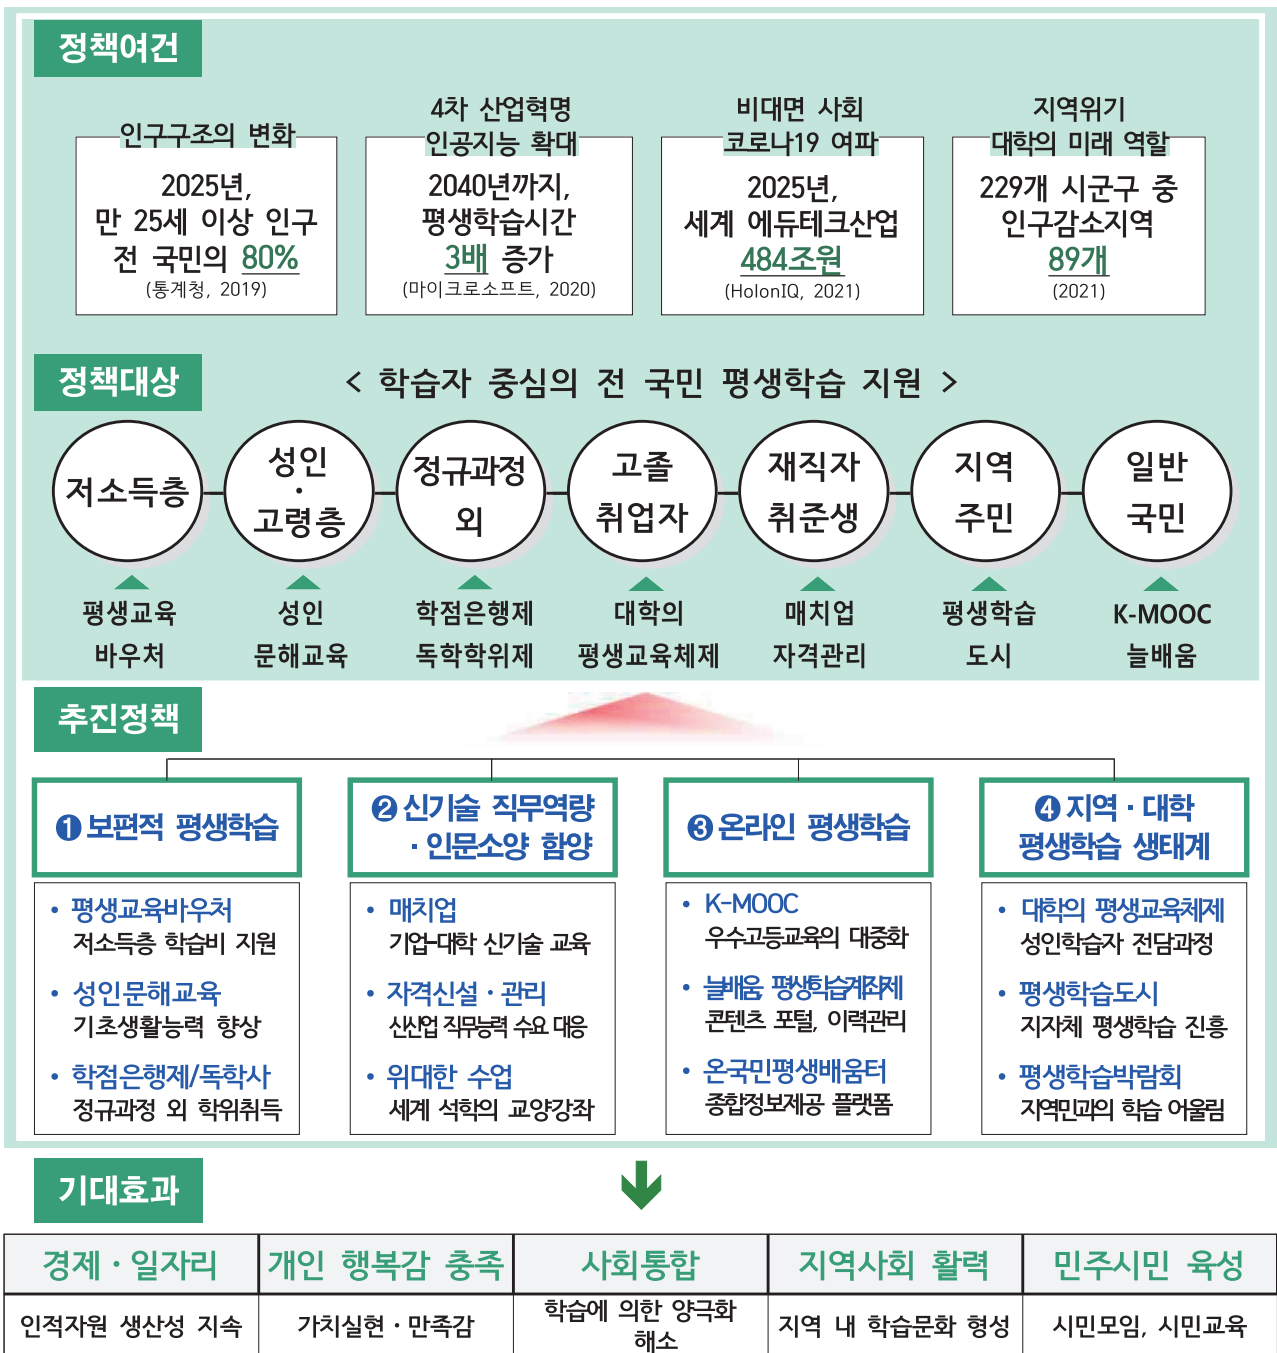 정책여건
인구구조의 변화
2025년,
만 25세 이상 인구
전 국민의 80%
(통계청, 2019)
4차 산업혁명
인공지능 확대
2040년까지,
평생학습시간
3배 증가
(마이크로소프트, 2020)
비대면 사회
코로나19 여파
2025년,
세계 에듀테크산업
484조원
(HolonIQ, 2021)
지역위기
대학의 미래 역할
229개 시군구 중
인구감소지역
89개
(2021)
정책대상
< 학습자 중심의 전 국민 평생학습 지원 >
저소득층
성인
·
고령층
정규과정
외
고졸
취업자
재직자
취준생
지역
주민
일반
국민
평생교육
바우처
성인
문해교육
학점은행제
독학학위제
대학의
평생교육체제
매치업
자격관리
평생학습
도시
K-MOOC
늘배움
추진정책
❶ 보편적 평생학습
• 평생교육바우처
저소득층 학습비 지원
• 성인문해교육
기초생활능력 향상
• 학점은행제/독학사
정규과정 외 학위취득
❷ 신기술 직무역량
· 인문소양 함양
• 매치업
기업-대학 신기술 교육
• 자격신설 · 관리
신산업 직무능력 수요 대응
• 위대한 수업
세계 석학의 교양강좌
❸ 온라인 평생학습
• K-MOOC
우수고등교육의 대중화
• 늘배움, 평생학습계좌제
콘텐츠 포털, 이력관리
• 온국민평생배움터
종합정보제공 플랫폼
❹ 지역 · 대학
평생학습 생태계
• 대학의 평생교육체제
성인학습자 전담과정
• 평생학습도시
지자체 평생학습 진흥
• 평생학습박람회
지역민과의 학습 어울림
기대효과
경제 · 일자리
개인 행복감 충족
사회통합
지역사회 활력
민주시민 육성
인적자원 생산성 지속
가치실현 · 만족감
학습에 의한 양극화
해소
지역 내 학습문화 형성
시민모임, 시민교육